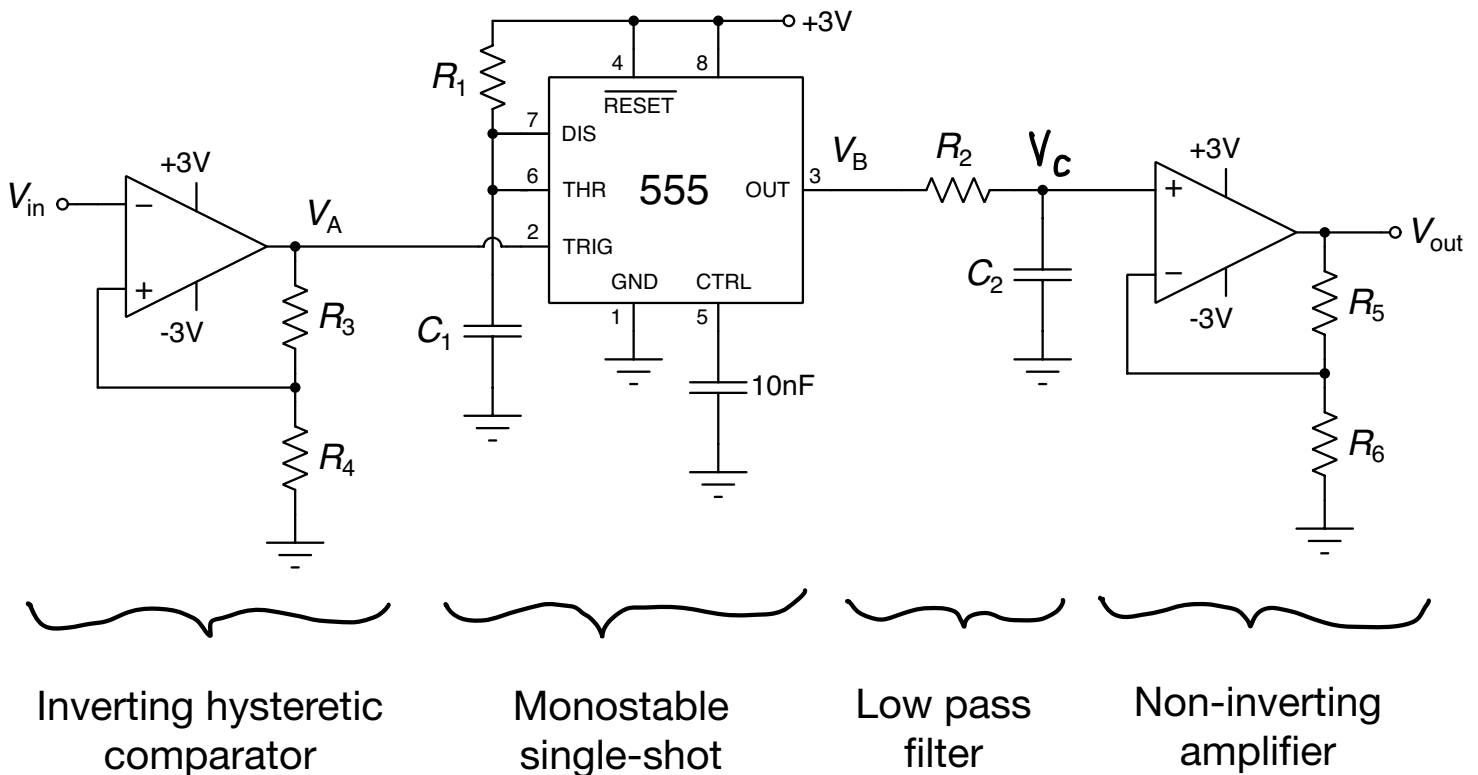 +3V
R1
4
8
RESET
7
DIS
+3V
Vin
−
VA
6
THR
555
OUT
3
VB
R2
Vc
+3V
+
2
TRIG
Vout
+
-3V
R3
C1
GND
CTRL
1
5
C2
−
-3V
R5
10nF
R4
R6
Inverting hysteretic
comparator
Monostable
single-shot
Low pass
filter
Non-inverting
amplifier